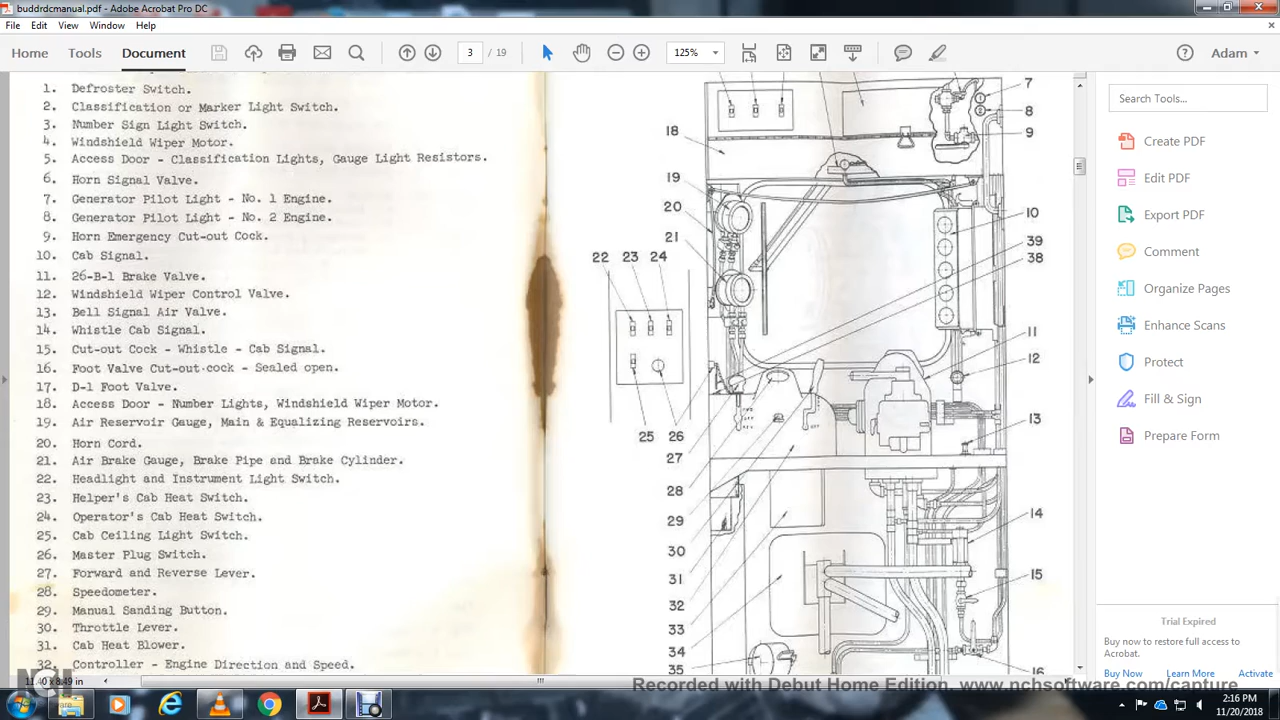 buddrdcmanual.pdf - Adobe Acrobat Pro DC
File Edit View Window Help
Home Tools Document 3 / 19 125% Adam
1. Defroster Switch.
2. Classification or Marker Light Switch.
3. Number Sign Light Switch.
4. Windshield Wiper Motor.
5. Access Door - Classification Lights, Gauge Light Resistors.
6. Horn Signal Valve.
7. Generator Pilot Light - No. 1 Engine.
8. Generator Pilot Light - No. 2 Engine.
9. Horn Emergency Cut-out Cock.
10. Cab Signal.
11. 26-B-1 Brake Valve.
12. Windshield Wiper Control Valve.
13. Bell Signal Air Valve.
14. Whistle Cab Signal.
15. Cut-out Cock - Whistle - Cab Signal.
16. Foot Valve Cut-out cock - Sealed open.
17. D-1 Foot Valve.
18. Access Door - Number Lights, Windshield Wiper Motor.
19. Air Reservoir Gauge, Main & Equalizing Reservoirs.
20. Horn Cord.
21. Air Brake Gauge, Brake Pipe and Brake Cylinder.
22. Headlight and Instrument Light Switch.
23. Helper's Cab Heat Switch.
24. Operator's Cab Heat Switch.
25. Cab Ceiling Light Switch.
26. Master Plug Switch.
27. Forward and Reverse Lever.
28. Speedometer.
29. Manual Sanding Button.
30. Throttle Lever.
31. Cab Heat Blower.
32. Controller - Engine Direction and Speed.
7
8
9
18
19
20
21
22 23 24
25 26
27
28
29
30
31
32
33
34
35
10
39
38
11
12
13
14
15
16
OFF
Search Tools...
Create PDF
Edit PDF
Export PDF
Comment
Organize Pages
Enhance Scans
Protect
Fill & Sign
Prepare Form
Trial Expired
Buy now to restore full access to
Acrobat.
Buy Now Learn More Activate
11.40 x 8.49 in
Recorded with Debut Home Edition www.nchsoftware.com/capture
2:16 PM
11/20/2018